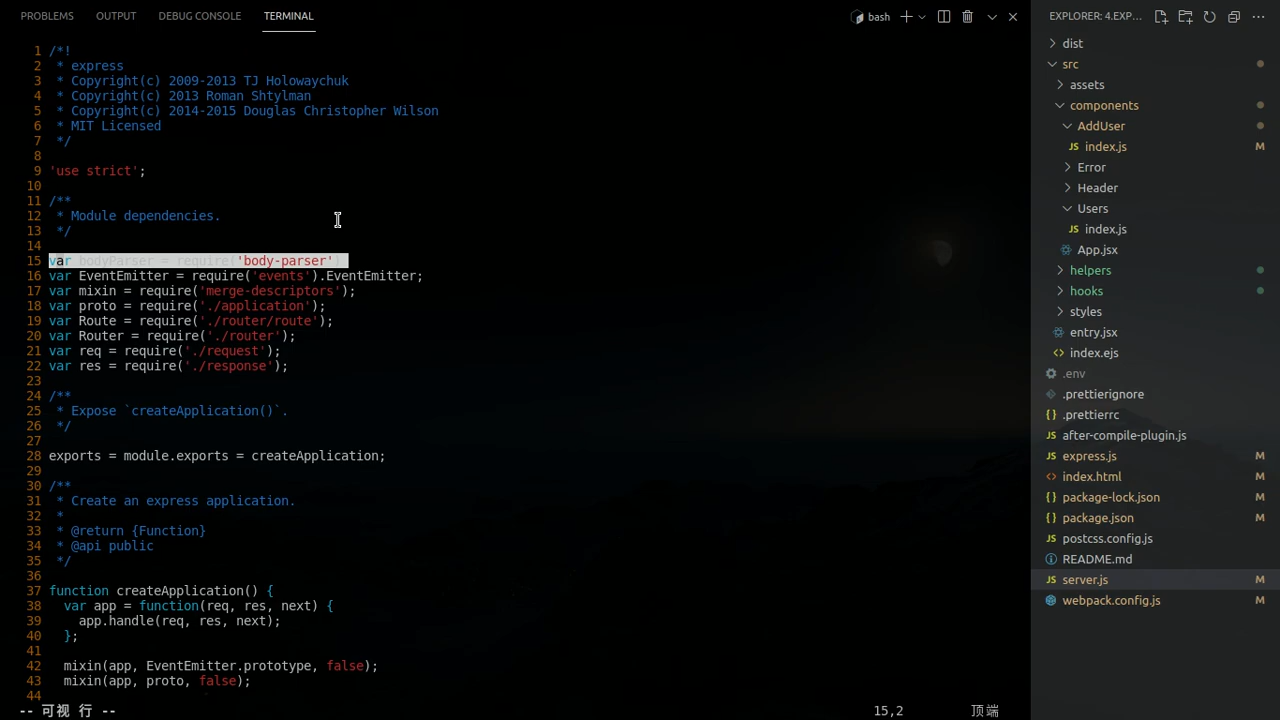 PROBLEMS OUTPUT DEBUG CONSOLE TERMINAL bash EXPLORER: 4.EXP...
1 /*!
2 * express
3 * Copyright(c) 2009-2013 TJ Holowaychuk
4 * Copyright(c) 2013 Roman Shtylman
5 * Copyright(c) 2014-2015 Douglas Christopher Wilson
6 * MIT Licensed
7 */
8
9 'use strict';
10
11 /**
12 * Module dependencies.
13 */
14
15 var bodyParser = require('body-parser')
16 var EventEmitter = require('events').EventEmitter;
17 var mixin = require('merge-descriptors');
18 var proto = require('./application');
19 var Route = require('./router/route');
20 var Router = require('./router');
21 var req = require('./request');
22 var res = require('./response');
23
24 /**
25 * Expose `createApplication()`.
26 */
27
28 exports = module.exports = createApplication;
29
30 /**
31 * Create an express application.
32 *
33 * @return {Function}
34 * @api public
35 */
36
37 function createApplication() {
38 var app = function(req, res, next) {
39 app.handle(req, res, next);
40 };
41
42 mixin(app, EventEmitter.prototype, false);
43 mixin(app, proto, false);
44
-- 可视 行 -- 15,2 顶端
dist
src
assets
components
AddUser
JS index.js M
Error
Header
Users
JS index.js
App.jsx
helpers
hooks
styles
entry.jsx
index.ejs
.env
.prettierignore
{} .prettierrc
JS after-compile-plugin.js
JS express.js M
<> index.html M
{} package-lock.json M
{} package.json M
JS postcss.config.js
README.md
JS server.js M
webpack.config.js M